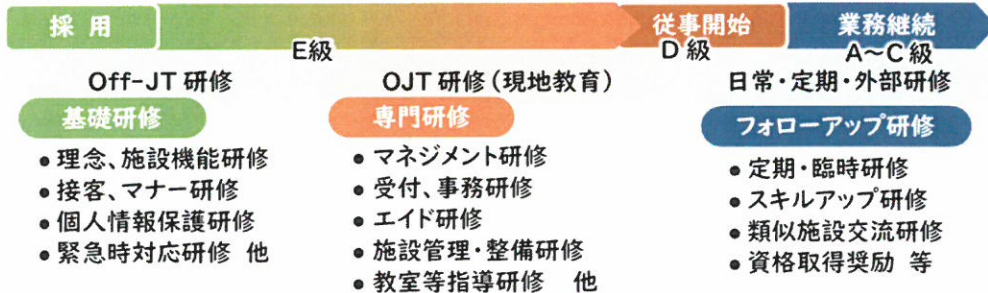 採用
従事開始
業務継続
E級
D級
A〜C級
Off-JT研修
OJT研修(現地教育)
日常・定期・外部研修
基礎研修
専門研修
フォローアップ研修
• 理念、施設機能研修
• 接客、マナー研修
• 個人情報保護研修
• 緊急時対応研修 他
• マネジメント研修
• 受付、事務研修
• エイド研修
• 施設管理・整備研修
• 教室等指導研修 他
• 定期・臨時研修
• スキルアップ研修
• 類似施設交流研修
• 資格取得奨励 等